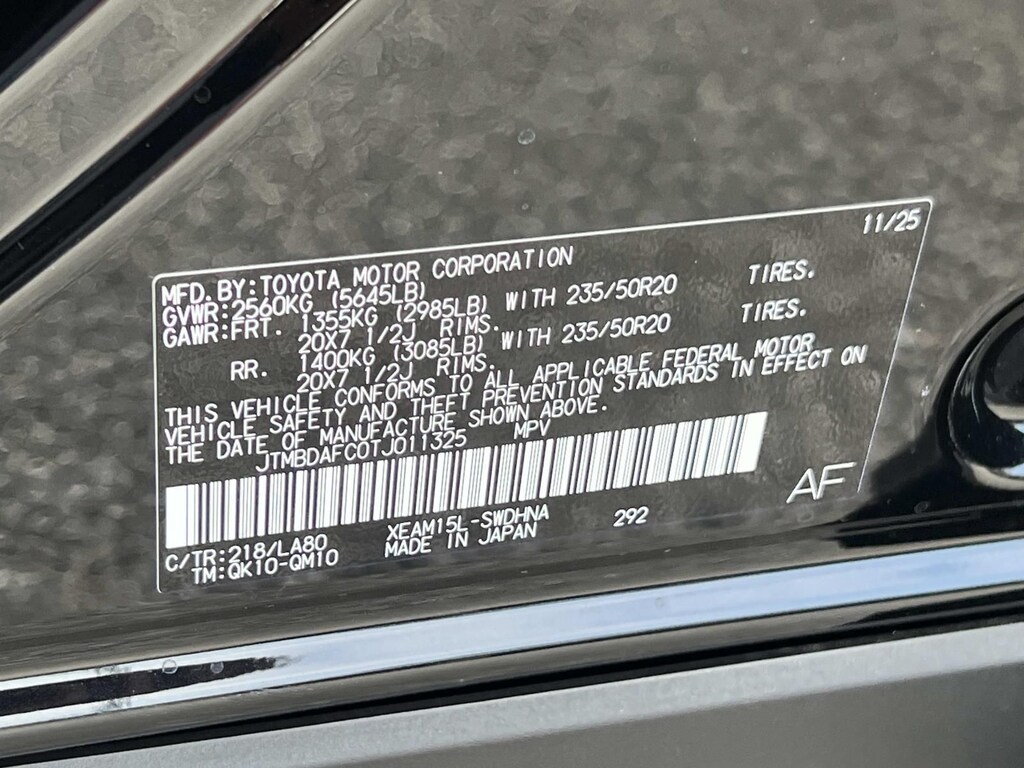 11/25
MFD.BY:TOYOTA MOTOR CORPORATION
GVWR:2560KG (5645LB)
GAWR:FRT. 1355KG (2985LB) WITH 235/50R20 TIRES.
20X7 1/2J RIMS.
RR. 1400KG (3085LB) WITH 235/50R20 TIRES.
20X7 1/2J RIMS.
THIS VEHICLE CONFORMS TO ALL APPLICABLE FEDERAL MOTOR
VEHICLE SAFETY AND THEFT PREVENTION STANDARDS IN EFFECT ON
THE DATE OF MANUFACTURE SHOWN ABOVE.
JTMBDAFC0TJ011325 MPV
AF
C/TR:218/LA80 XEAM15L-SWDHNA 292
TM:QK10-QM10 MADE IN JAPAN